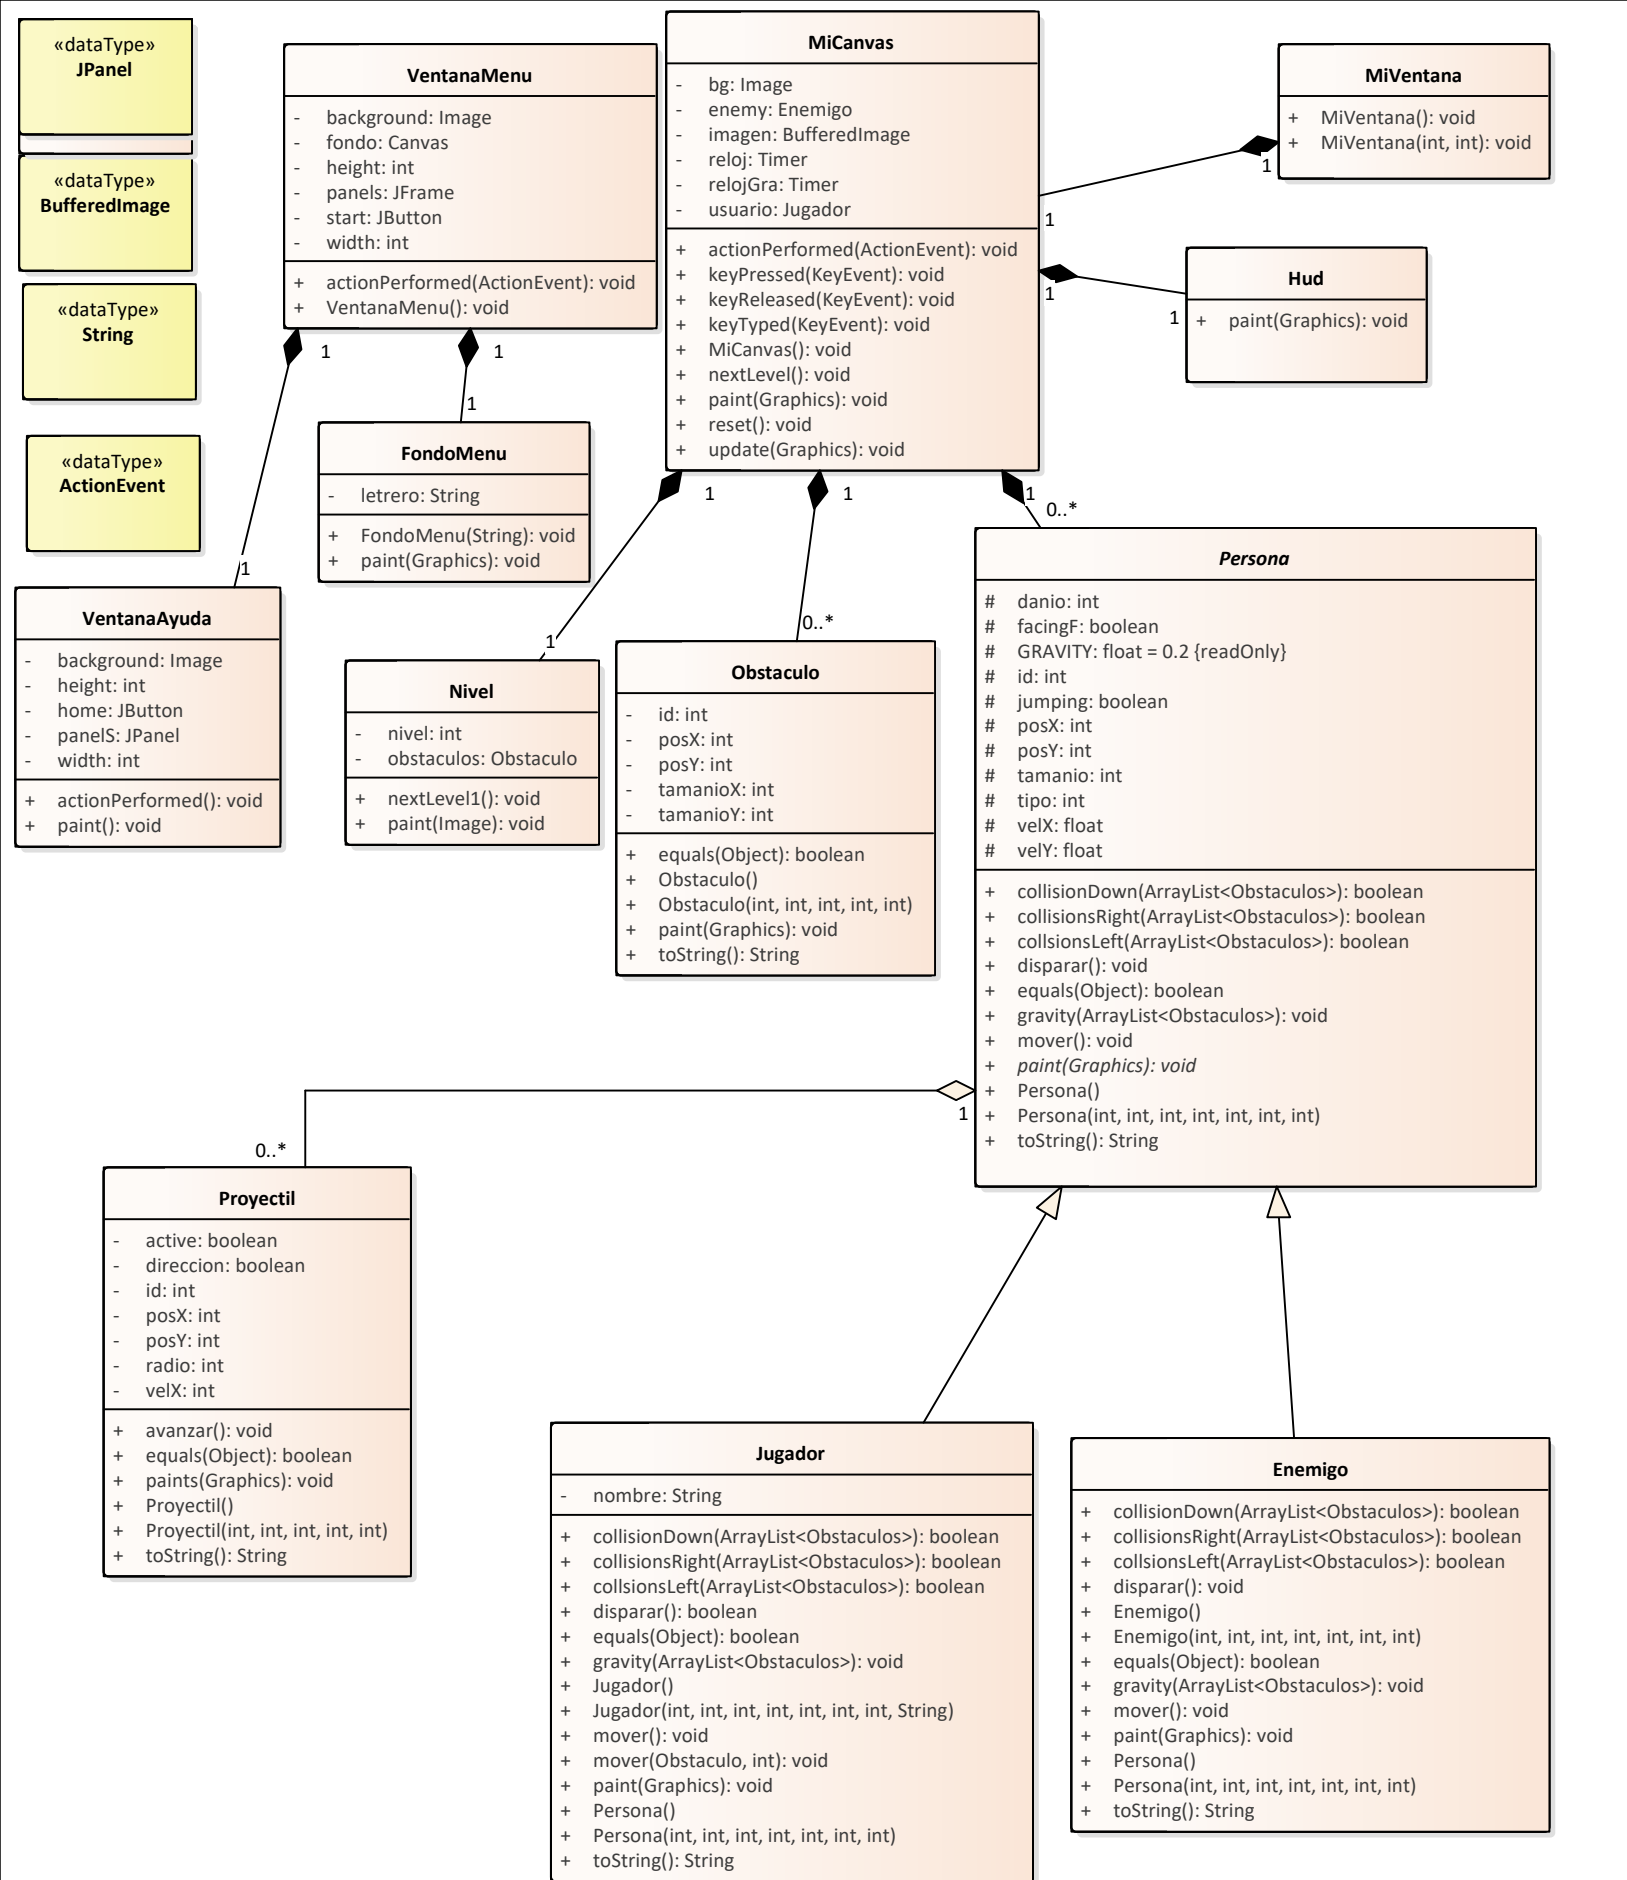 «dataType»
JPanel
«dataType»
BufferedImage
«dataType»
String
«dataType»
ActionEvent
VentanaMenu
- background: Image
- fondo: Canvas
- height: int
- panels: JFrame
- start: JButton
- width: int
+ actionPerformed(ActionEvent): void
+ VentanaMenu(): void
1
1
1
1
MiCanvas
- bg: Image
- enemy: Enemigo
- imagen: BufferedImage
- reloj: Timer
- relojGra: Timer
- usuario: Jugador
+ actionPerformed(ActionEvent): void
+ keyPressed(KeyEvent): void
+ keyReleased(KeyEvent): void
+ keyTyped(KeyEvent): void
+ MiCanvas(): void
+ nextLevel(): void
+ paint(Graphics): void
+ reset(): void
+ update(Graphics): void
MiVentana
+ MiVentana(): void
+ MiVentana(int, int): void
1
1
1
1
Hud
+ paint(Graphics): void
FondoMenu
- letrero: String
+ FondoMenu(String): void
+ paint(Graphics): void
1
1
1
0..*
1
0..*
VentanaAyuda
- background: Image
- height: int
- home: JButton
- panelS: JPanel
- width: int
+ actionPerformed(): void
+ paint(): void
Nivel
- nivel: int
- obstaculos: Obstaculo
+ nextLevel1(): void
+ paint(Image): void
Obstaculo
- id: int
- posX: int
- posY: int
- tamanioX: int
- tamanioY: int
+ equals(Object): boolean
+ Obstaculo()
+ Obstaculo(int, int, int, int, int)
+ paint(Graphics): void
+ toString(): String
Persona
# danio: int
# facingF: boolean
# GRAVITY: float = 0.2 {readOnly}
# id: int
# jumping: boolean
# posX: int
# posY: int
# tamanio: int
# tipo: int
# velX: float
# velY: float
+ collisionDown(ArrayList<Obstaculos>): boolean
+ collisionsRight(ArrayList<Obstaculos>): boolean
+ collsionsLeft(ArrayList<Obstaculos>): boolean
+ disparar(): void
+ equals(Object): boolean
+ gravity(ArrayList<Obstaculos>): void
+ mover(): void
+ paint(Graphics): void
+ Persona()
+ Persona(int, int, int, int, int, int, int)
+ toString(): String
1
0..*
Proyectil
- active: boolean
- direccion: boolean
- id: int
- posX: int
- posY: int
- radio: int
- velX: int
+ avanzar(): void
+ equals(Object): boolean
+ paints(Graphics): void
+ Proyectil()
+ Proyectil(int, int, int, int, int)
+ toString(): String
Jugador
- nombre: String
+ collisionDown(ArrayList<Obstaculos>): boolean
+ collisionsRight(ArrayList<Obstaculos>): boolean
+ collsionsLeft(ArrayList<Obstaculos>): boolean
+ disparar(): boolean
+ equals(Object): boolean
+ gravity(ArrayList<Obstaculos>): void
+ Jugador()
+ Jugador(int, int, int, int, int, int, int, String)
+ mover(): void
+ mover(Obstaculo, int): void
+ paint(Graphics): void
+ Persona()
+ Persona(int, int, int, int, int, int, int)
+ toString(): String
Enemigo
+ collisionDown(ArrayList<Obstaculos>): boolean
+ collisionsRight(ArrayList<Obstaculos>): boolean
+ collsionsLeft(ArrayList<Obstaculos>): boolean
+ disparar(): void
+ Enemigo()
+ Enemigo(int, int, int, int, int, int, int)
+ equals(Object): boolean
+ gravity(ArrayList<Obstaculos>): void
+ mover(): void
+ paint(Graphics): void
+ Persona()
+ Persona(int, int, int, int, int, int, int)
+ toString(): String